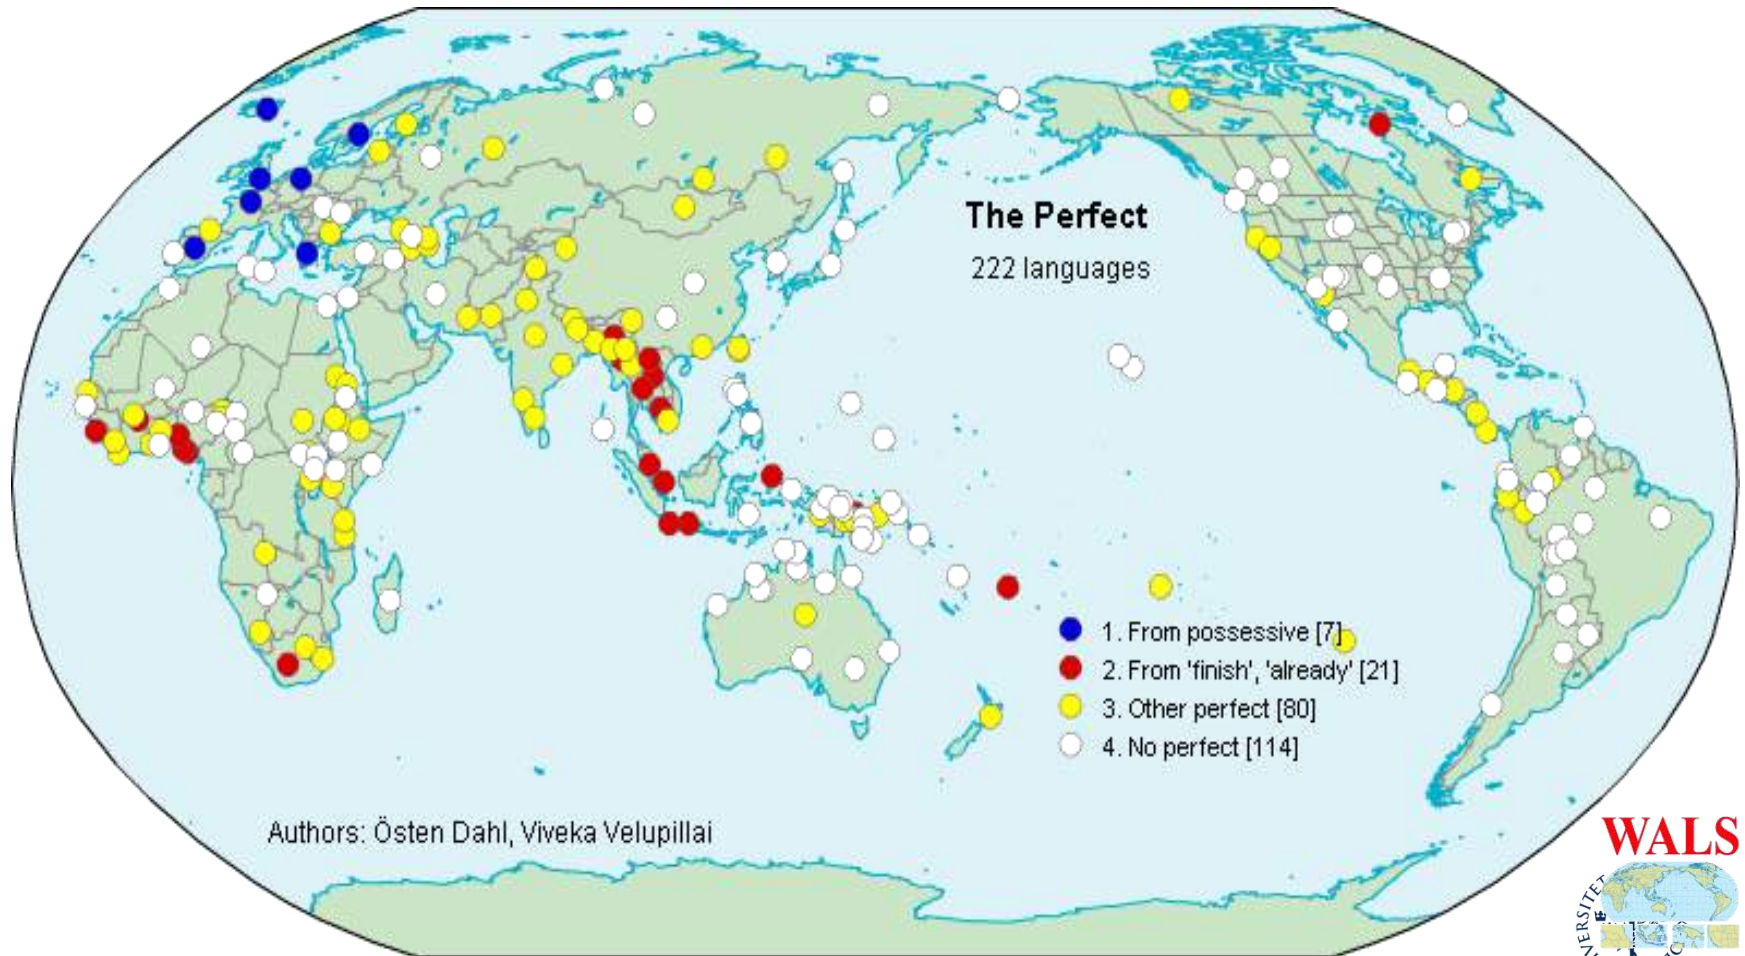 The Perfect
222 languages
1. From possessive [7]
2. From 'finish', 'already' [21]
3. Other perfect [80]
4. No perfect [114]
Authors: Östen Dahl, Viveka Velupillai
WALS